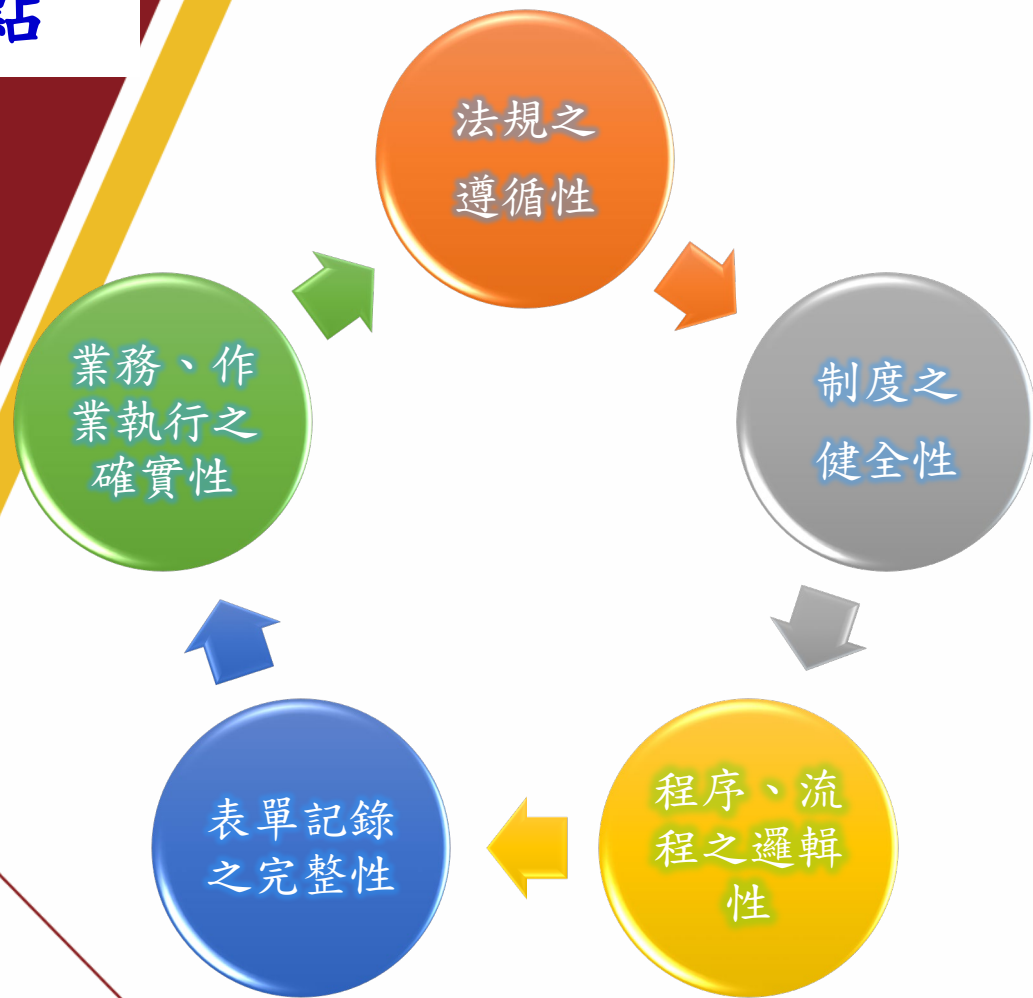 點
法規之
遵循性
制度之
健全性
程序、流
程之邏輯
性
表單記錄
之完整性
業務、作
業執行之
確實性